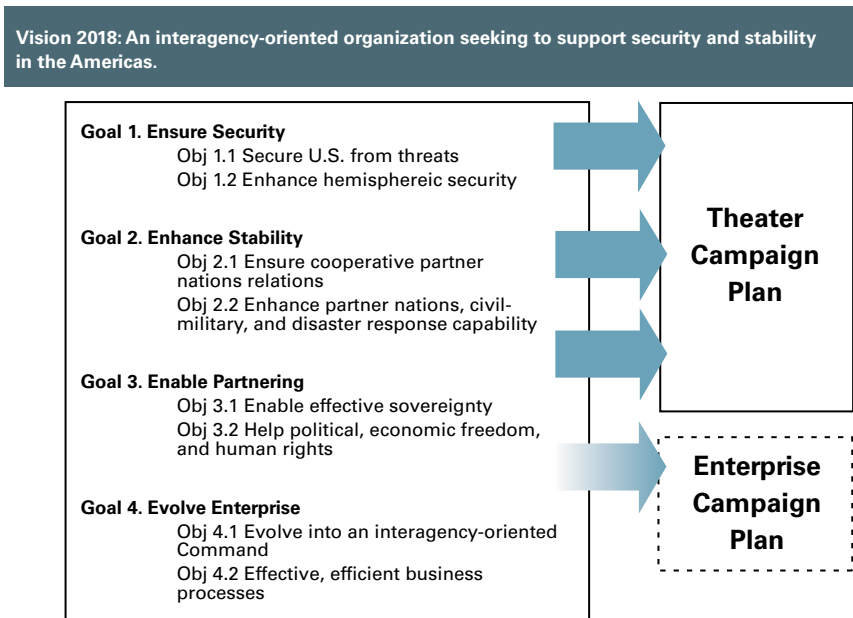 Vision 2018: An interagency-oriented organization seeking to support security and stability
in the Americas.
Goal 1. Ensure Security
Obj 1.1 Secure U.S. from threats
Obj 1.2 Enhance hemisphereic security
Goal 2. Enhance Stability
Obj 2.1 Ensure cooperative partner
nations relations
Obj 2.2 Enhance partner nations, civil-
military, and disaster response capability
Goal 3. Enable Partnering
Obj 3.1 Enable effective sovereignty
Obj 3.2 Help political, economic freedom,
and human rights
Goal 4. Evolve Enterprise
Obj 4.1 Evolve into an interagency-oriented
Command
Obj 4.2 Effective, efficient business
processes
Theater
Campaign
Plan
Enterprise
Campaign
Plan